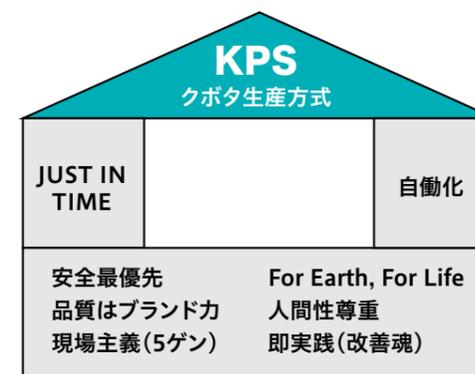 KPS
クボタ生産方式
JUST IN
TIME
自働化
安全最優先
品質はブランド力
現場主義（5ゲン）
For Earth, For Life
人間性尊重
即実践（改善魂）